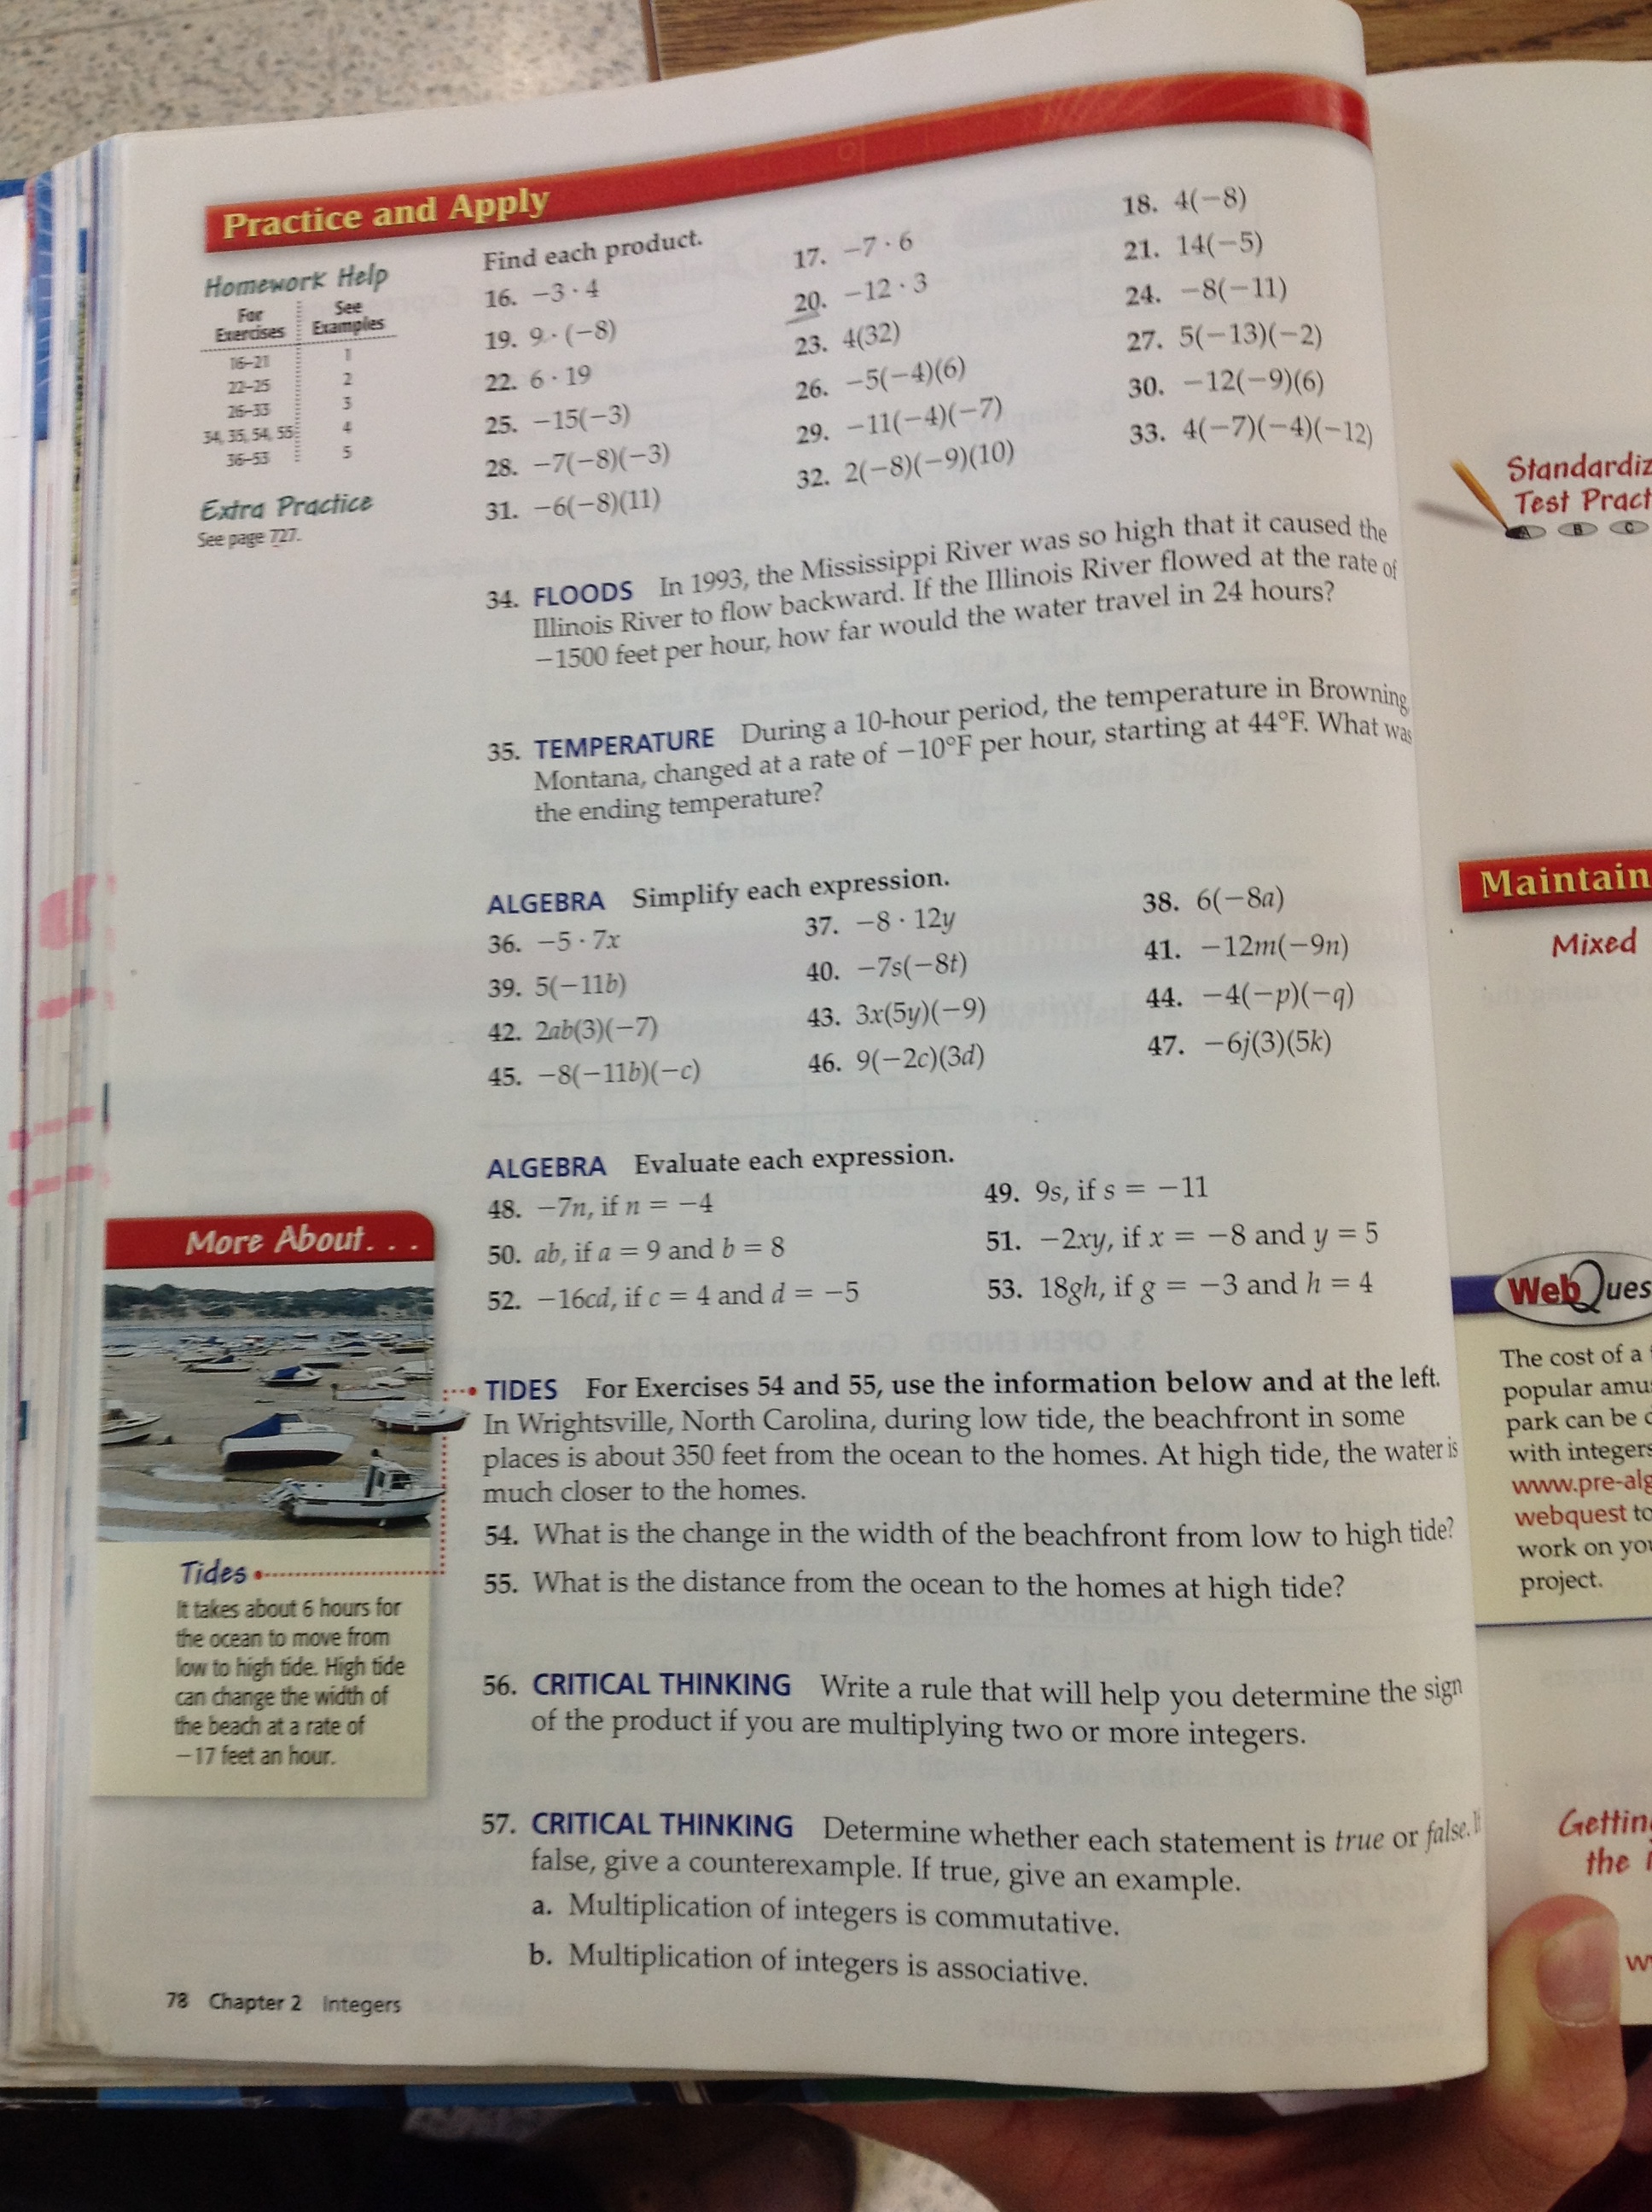 Practice and Apply
Homework Help
For Exercises
See Examples
16–21 1
22–25 2
26–33 3
34, 35, 54, 55 4
36–53 5
Extra Practice
See page 727.
Find each product.
16. −3 · 4
17. −7 · 6
18. 4(−8)
19. 9 · (−8)
20. −12 · 3
21. 14(−5)
22. 6 · 19
23. 4(32)
24. −8(−11)
25. −15(−3)
26. −5(−4)(6)
27. 5(−13)(−2)
28. −7(−8)(−3)
29. −11(−4)(−7)
30. −12(−9)(6)
31. −6(−8)(11)
32. 2(−8)(−9)(10)
33. 4(−7)(−4)(−12)
34. FLOODS In 1993, the Mississippi River was so high that it caused the
Illinois River to flow backward. If the Illinois River flowed at the rate of
−1500 feet per hour, how far would the water travel in 24 hours?
35. TEMPERATURE During a 10-hour period, the temperature in Browning,
Montana, changed at a rate of −10°F per hour, starting at 44°F. What was
the ending temperature?
ALGEBRA Simplify each expression.
36. −5 · 7x
37. −8 · 12y
38. 6(−8a)
39. 5(−11b)
40. −7s(−8t)
41. −12m(−9n)
42. 2ab(3)(−7)
43. 3x(5y)(−9)
44. −4(−p)(−q)
45. −8(−11b)(−c)
46. 9(−2c)(3d)
47. −6j(3)(5k)
ALGEBRA Evaluate each expression.
48. −7n, if n = −4
49. 9s, if s = −11
50. ab, if a = 9 and b = 8
51. −2xy, if x = −8 and y = 5
52. −16cd, if c = 4 and d = −5
53. 18gh, if g = −3 and h = 4
TIDES For Exercises 54 and 55, use the information below and at the left.
In Wrightsville, North Carolina, during low tide, the beachfront in some
places is about 350 feet from the ocean to the homes. At high tide, the water is
much closer to the homes.
54. What is the change in the width of the beachfront from low to high tide?
55. What is the distance from the ocean to the homes at high tide?
56. CRITICAL THINKING Write a rule that will help you determine the sign
of the product if you are multiplying two or more integers.
57. CRITICAL THINKING Determine whether each statement is true or false. If
false, give a counterexample. If true, give an example.
a. Multiplication of integers is commutative.
b. Multiplication of integers is associative.
More About. . .
Tides
It takes about 6 hours for
the ocean to move from
low to high tide. High tide
can change the width of
the beach at a rate of
−17 feet an hour.
78 Chapter 2 Integers
Standardiz
Test Pract
A B C
Maintain
Mixed
WebQues
The cost of a
popular amu
park can be
with integers
www.pre-alg
webquest to
work on you
project.
Getting
the